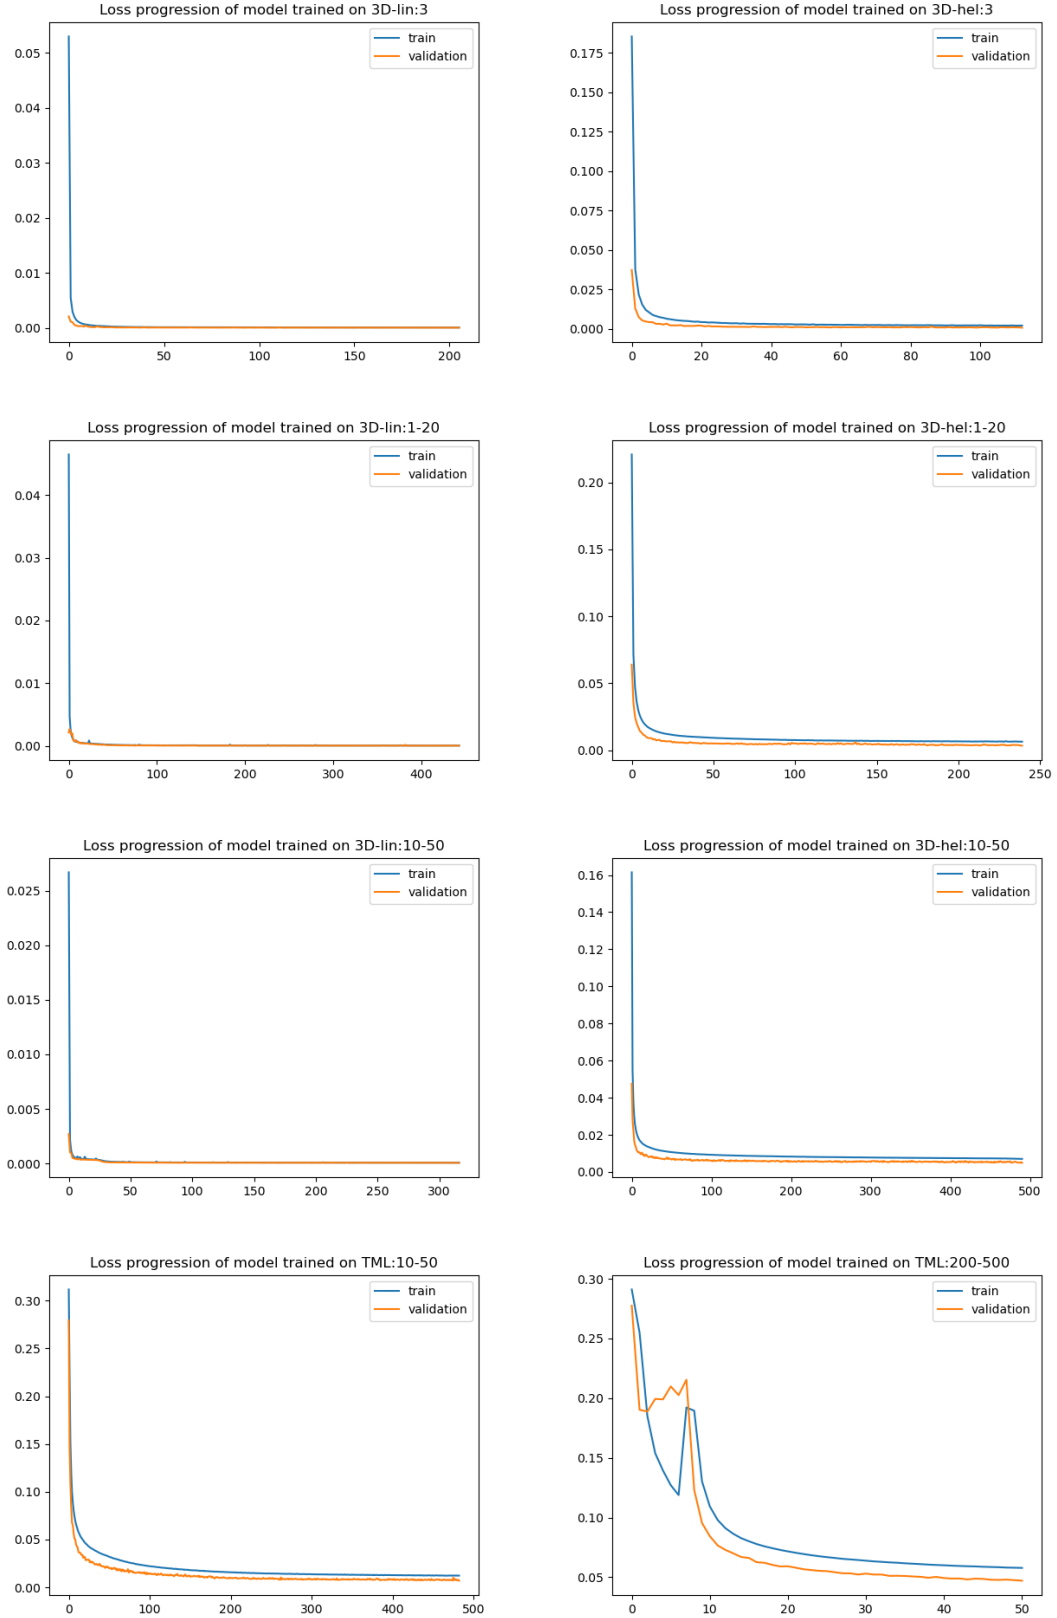 Loss progression of model trained on 3D-lin:3
train
validation
0.05
0.04
0.03
0.02
0.01
0.00
0 50 100 150 200
Loss progression of model trained on 3D-hel:3
train
validation
0.175
0.150
0.125
0.100
0.075
0.050
0.025
0.000
0 20 40 60 80 100
Loss progression of model trained on 3D-lin:1-20
train
validation
0.04
0.03
0.02
0.01
0.00
0 100 200 300 400
Loss progression of model trained on 3D-hel:1-20
train
validation
0.20
0.15
0.10
0.05
0.00
0 50 100 150 200 250
Loss progression of model trained on 3D-lin:10-50
train
validation
0.025
0.020
0.015
0.010
0.005
0.000
0 50 100 150 200 250 300
Loss progression of model trained on 3D-hel:10-50
train
validation
0.16
0.14
0.12
0.10
0.08
0.06
0.04
0.02
0.00
0 100 200 300 400 500
Loss progression of model trained on TML:10-50
train
validation
0.30
0.25
0.20
0.15
0.10
0.05
0.00
0 100 200 300 400 500
Loss progression of model trained on TML:200-500
train
validation
0.30
0.25
0.20
0.15
0.10
0.05
0 10 20 30 40 50